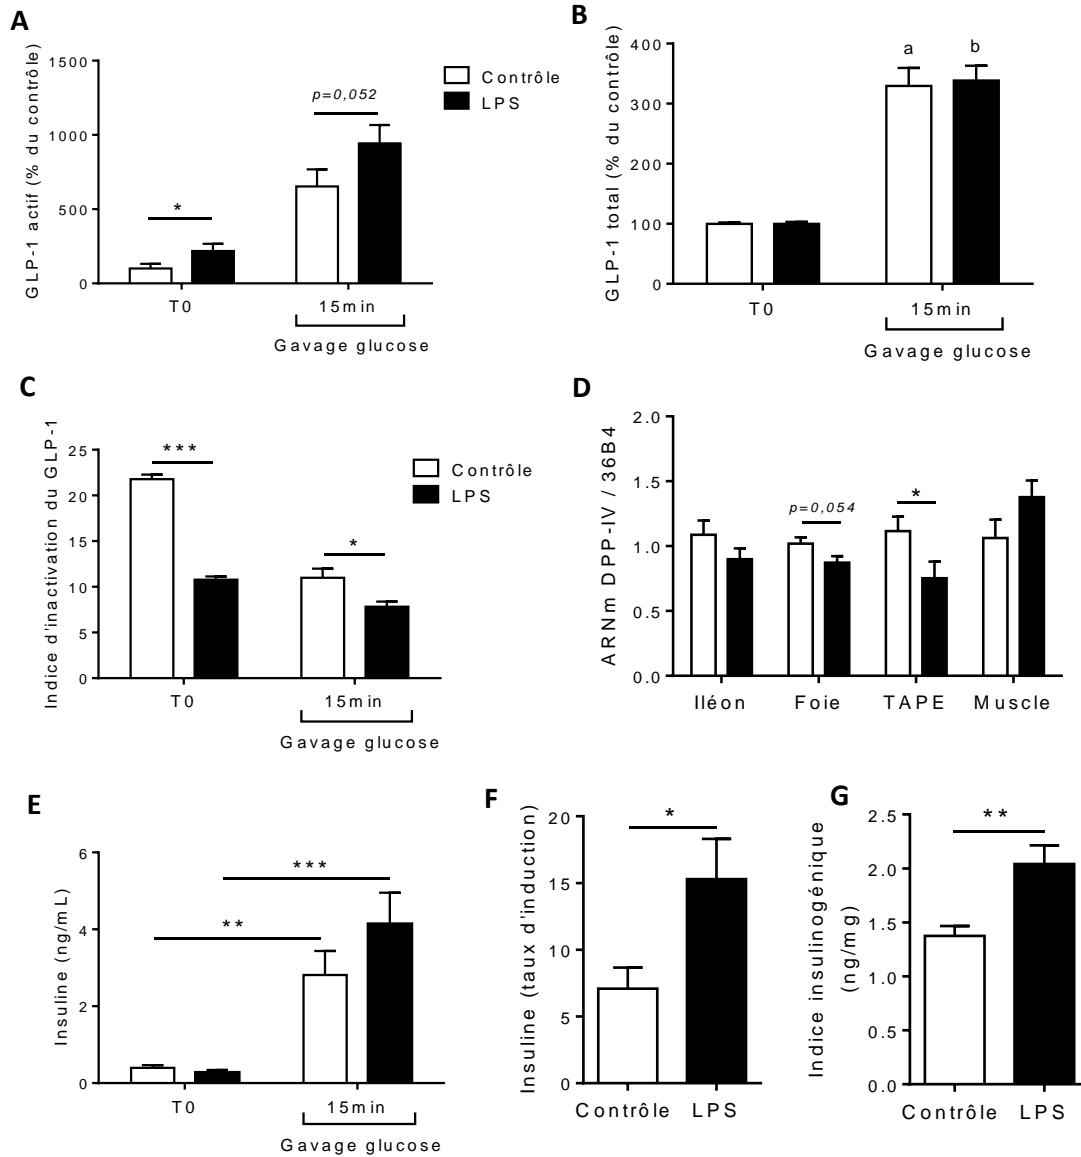 A
GLP-1 actif (% du contrôle)
1500
1000
500
0
*
p=0,052
T0
15min
Gavage glucose
Contrôle
LPS
B
GLP-1 total (% du contrôle)
400
300
200
100
0
a
b
T0
15min
Gavage glucose
C
Indice d'inactivation du GLP-1
25
20
15
10
5
0
***
*
T0
15min
Gavage glucose
Contrôle
LPS
D
ARNm DPP-IV / 36B4
2.0
1.5
1.0
0.5
0.0
p=0,054
*
Iléon
Foie
TAPE
Muscle
E
Insuline (ng/mL)
6
4
2
0
***
**
T0
15min
Gavage glucose
F
Insuline (taux d'induction)
20
15
10
5
0
*
Contrôle
LPS
G
Indice insulinogénique
(ng/mg)
2.5
2.0
1.5
1.0
0.5
0.0
**
Contrôle
LPS